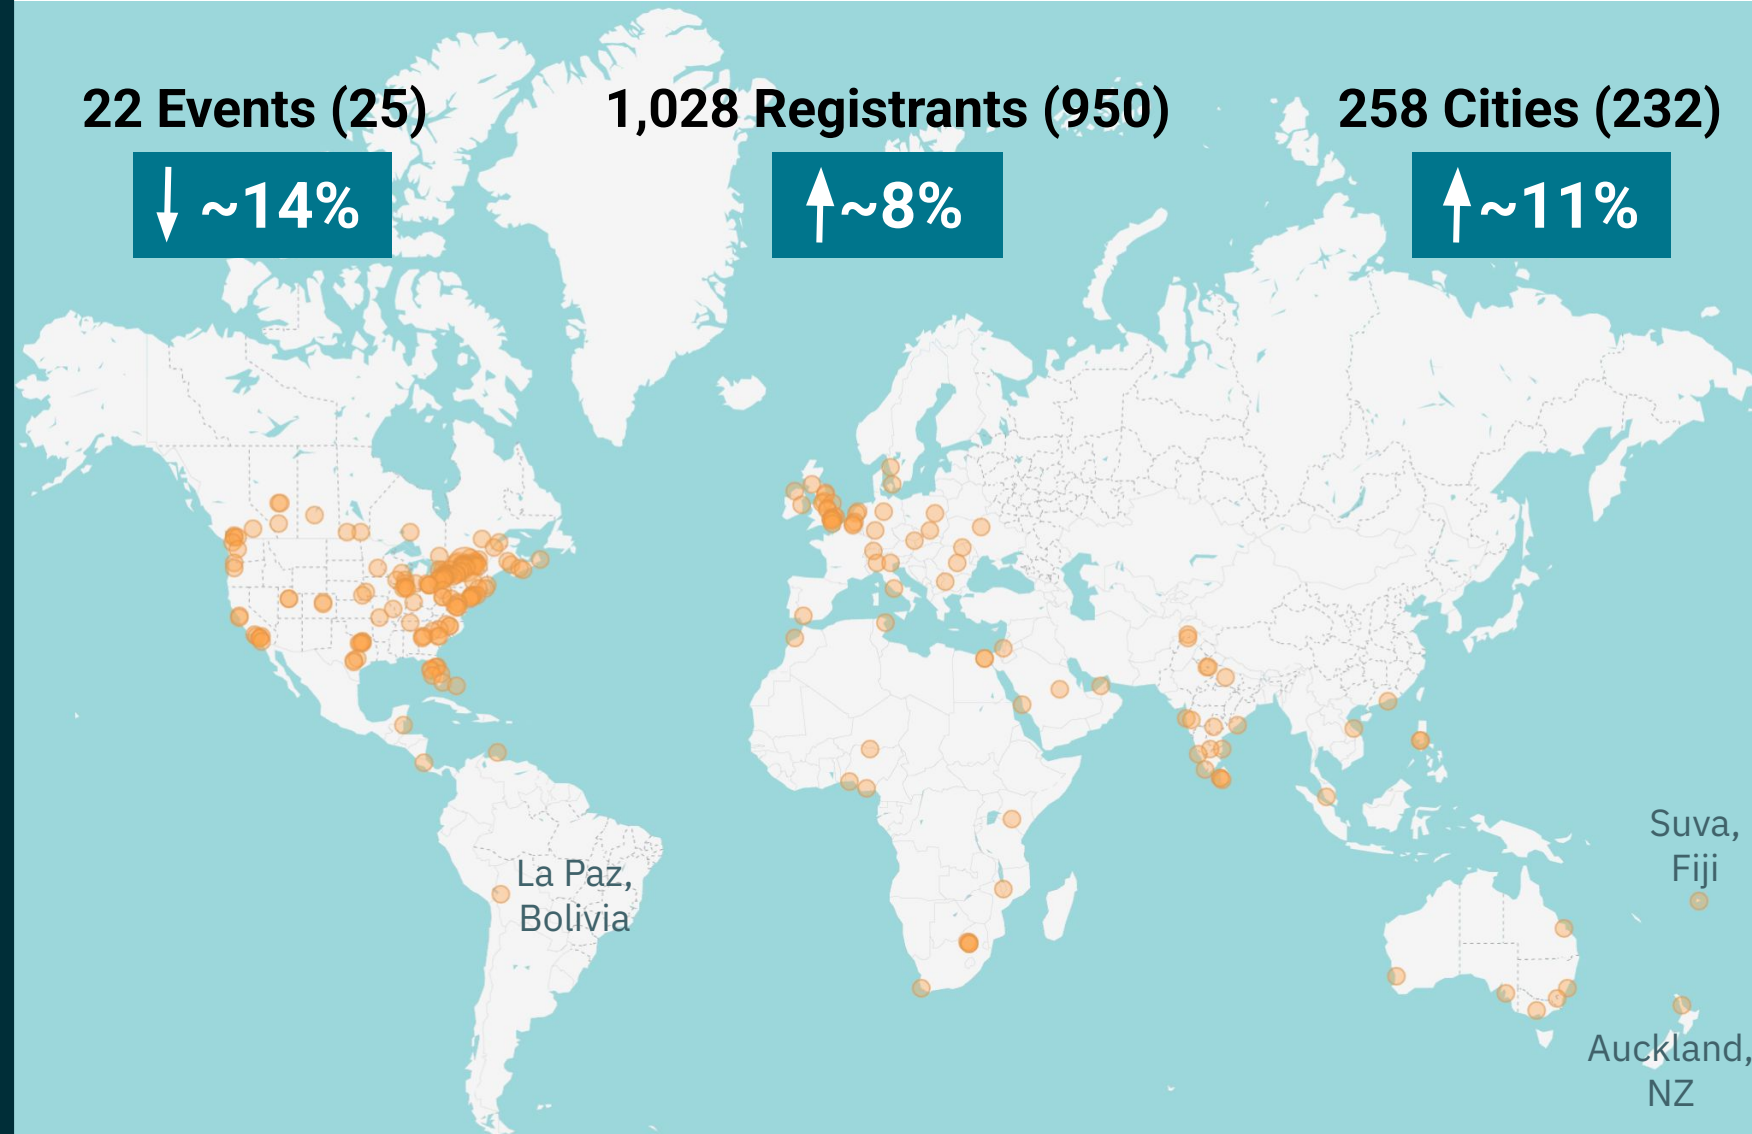 22 Events (25)
1,028 Registrants (950)
258 Cities (232)
↓ ~14%
↑~8%
↑~11%
Suva,
Fiji
La Paz,
Bolivia
Auckland,
NZ